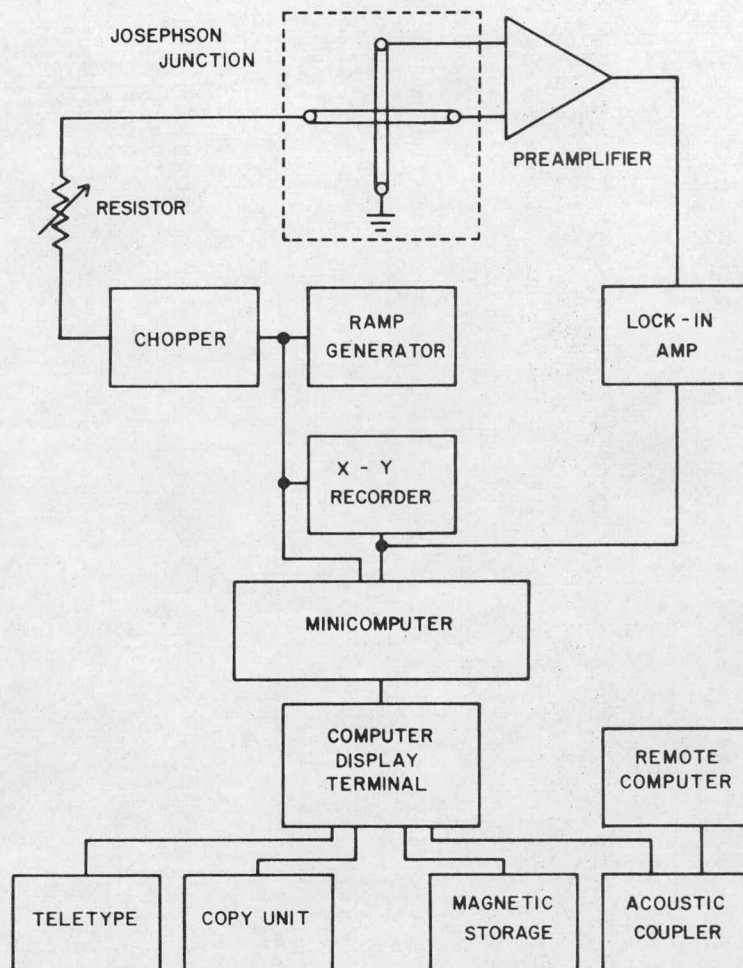 JOSEPHSON
JUNCTION
PREAMPLIFIER
RESISTOR
CHOPPER
RAMP
GENERATOR
LOCK-IN
AMP
X - Y
RECORDER
MINICOMPUTER
COMPUTER
DISPLAY
TERMINAL
REMOTE
COMPUTER
TELETYPE
COPY UNIT
MAGNETIC
STORAGE
ACOUSTIC
COUPLER